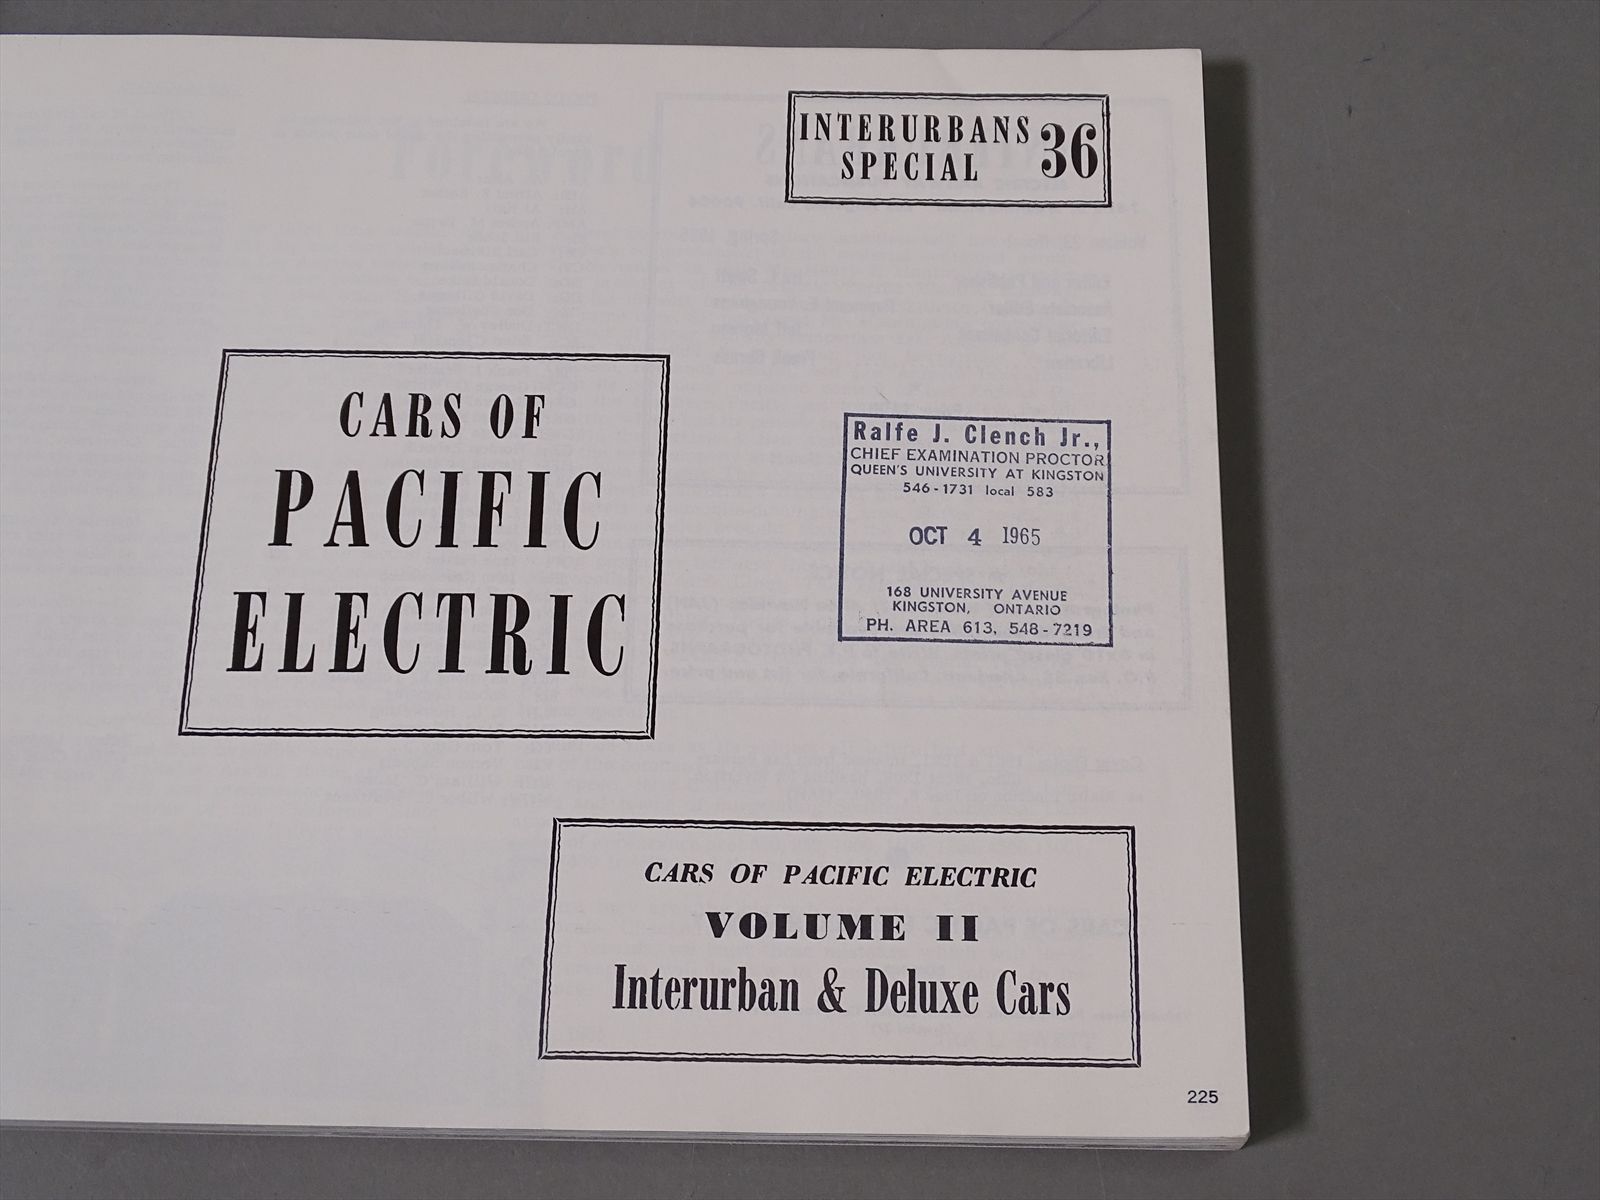 INTERURBANS
SPECIAL 36
CARS OF
PACIFIC
ELECTRIC
Ralfe J. Clench Jr.,
CHIEF EXAMINATION PROCTOR
QUEEN'S UNIVERSITY AT KINGSTON
546-1731 local 583
OCT 4 1965
168 UNIVERSITY AVENUE
KINGSTON, ONTARIO
PH. AREA 613, 548-7219
CARS OF PACIFIC ELECTRIC
VOLUME II
Interurban & Deluxe Cars
225